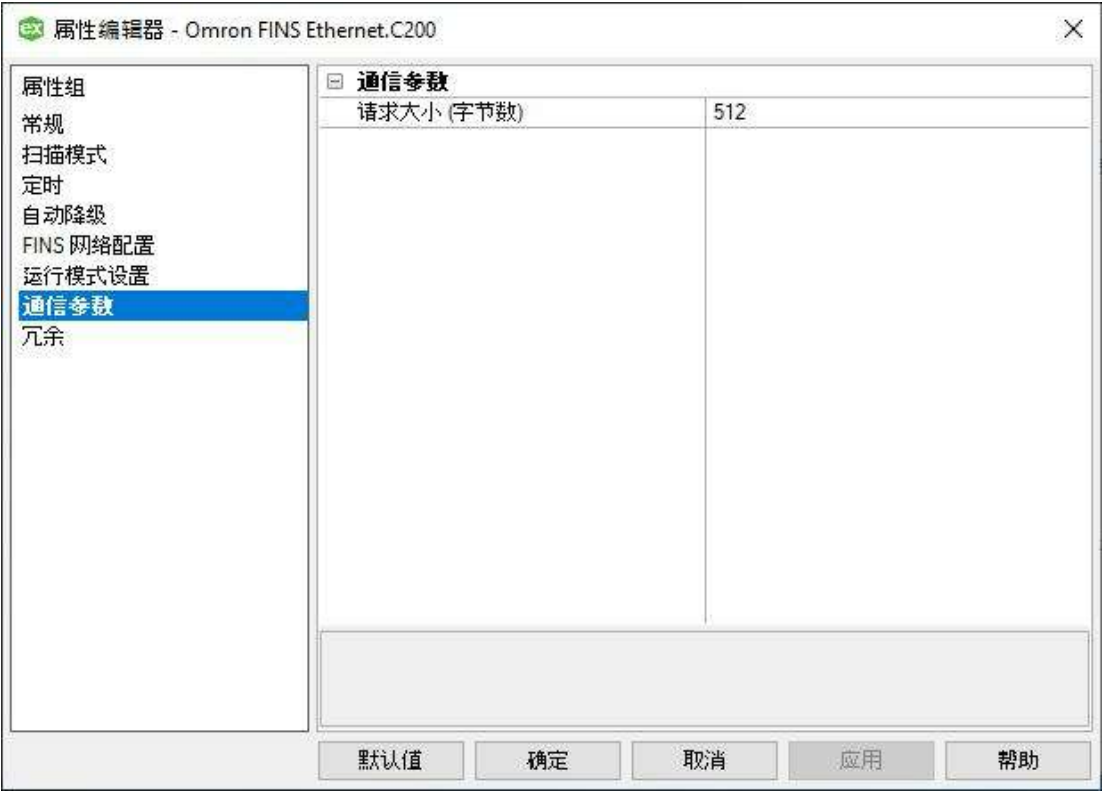 ex 属性编辑器 - Omron FINS Ethernet.C200
属性组
常规
扫描模式
定时
自动降级
FINS 网络配置
运行模式设置
通信参数
冗余
通信参数
请求大小 (字节数) 512
默认值 确定 取消 应用 帮助